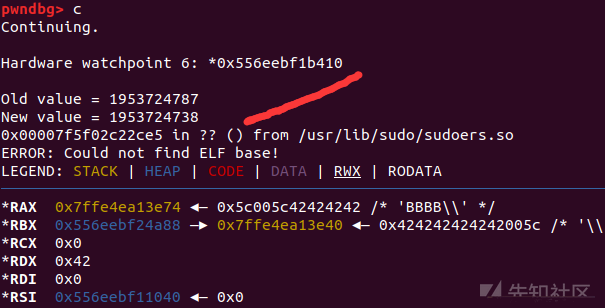 pwndbg> c
Continuing.
Hardware watchpoint 6: *0x556eebf1b410
Old value = 1953724787
New value = 1953724738
0x00007f5f02c22ce5 in ?? () from /usr/lib/sudo/sudoers.so
ERROR: Could not find ELF base!
LEGEND: STACK | HEAP | CODE | DATA | RWX | RODATA
*RAX  0x7ffe4ea13e74 ◂— 0x5c005c42424242 /* 'BBBB\\' */
*RBX  0x556eebf24a88 —▸ 0x7ffe4ea13e40 ◂— 0x424242424242005c /* '\\
*RCX  0x0
*RDX  0x42
*RDI  0x0
*RSI  0x556eebf11040 ◂— 0x0
先知社区